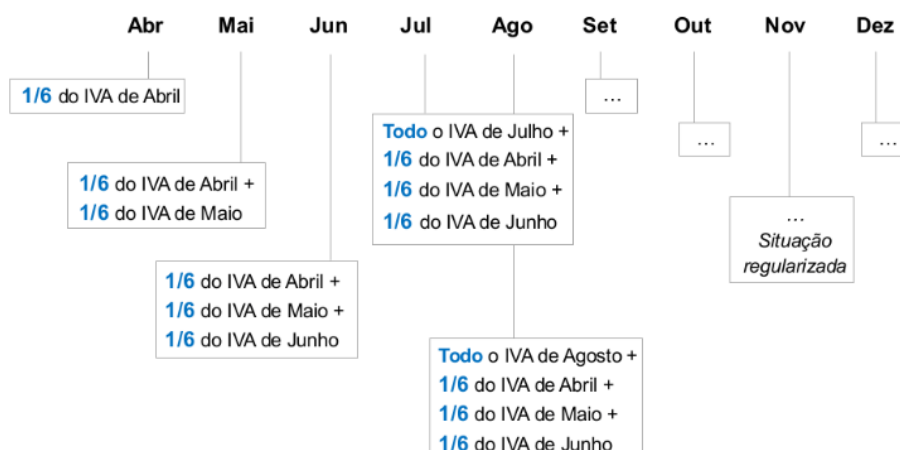 Abr Mai Jun Jul Ago Set Out Nov Dez
1/6 do IVA de Abril
1/6 do IVA de Abril +
1/6 do IVA de Maio
1/6 do IVA de Abril +
1/6 do IVA de Maio +
1/6 do IVA de Junho
Todo o IVA de Julho +
1/6 do IVA de Abril +
1/6 do IVA de Maio +
1/6 do IVA de Junho
Todo o IVA de Agosto +
1/6 do IVA de Abril +
1/6 do IVA de Maio +
1/6 do IVA de Junho
...
...
...
Situação
regularizada
...